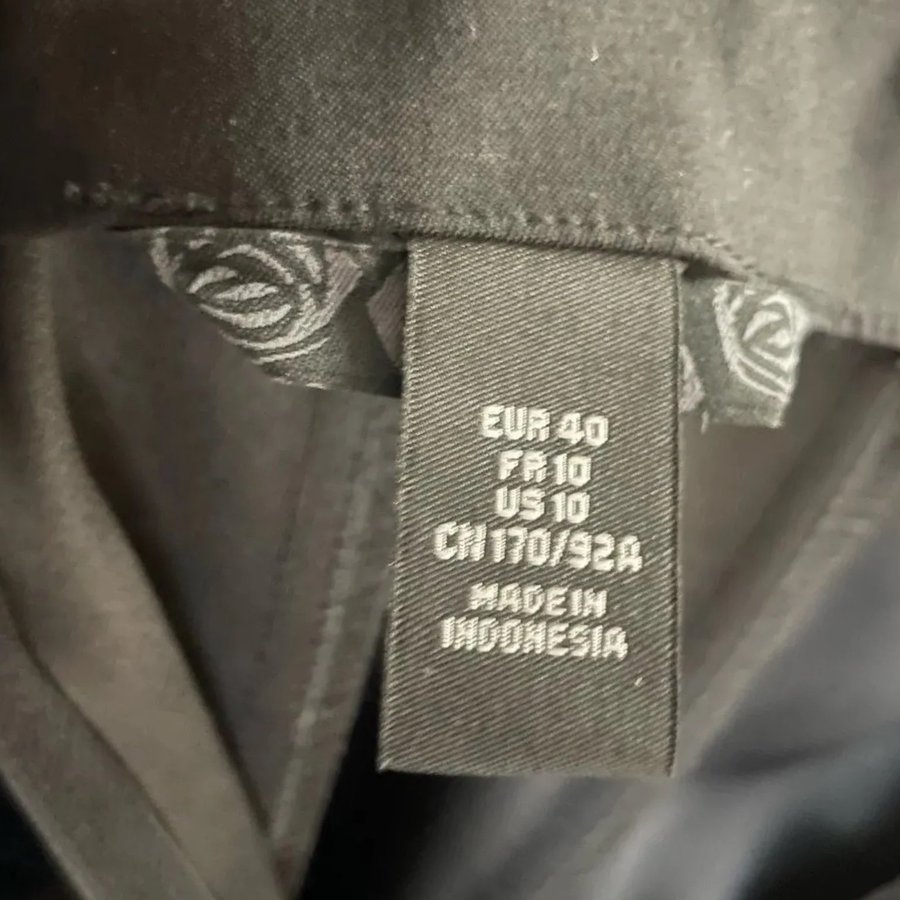 EUR 40
FR 10
US 10
CN 170/92A
MADE IN
INDONESIA